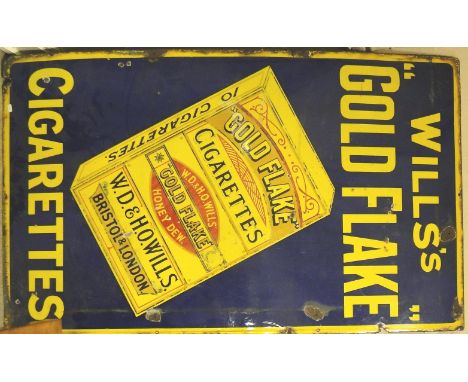 WILLS's
"GOLD FLAKE"
10 CIGARETTES.
"GOLD FLAKE"
CIGARETTES
W.D.& H.O. WILLS'
"GOLD FLAKE"
HONEY DEW.
W.D.& H.O.WILLS.
BRISTOL & LONDON
CIGARETTES